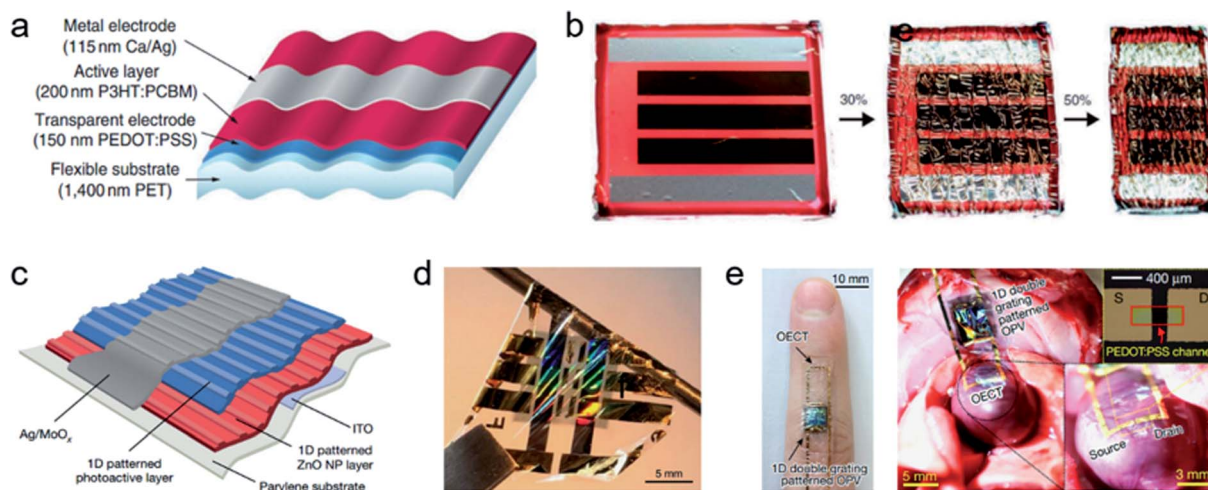 a
Metal electrode
(115 nm Ca/Ag)
Active layer
(200 nm P3HT:PCBM)
Transparent electrode
(150 nm PEDOT:PSS)
Flexible substrate
(1,400 nm PET)
b
30%
e
50%
c
Ag/MoOₓ
1D patterned
photoactive layer
ITO
1D patterned
ZnO NP layer
Parylene substrate
d
5 mm
e
10 mm
OECT
1D double grating
patterned OPV
1D double
grating
patterned
OPV
OECT
5 mm
400 µm
S
D
PEDOT:PSS channel
Source
Drain
3 mm